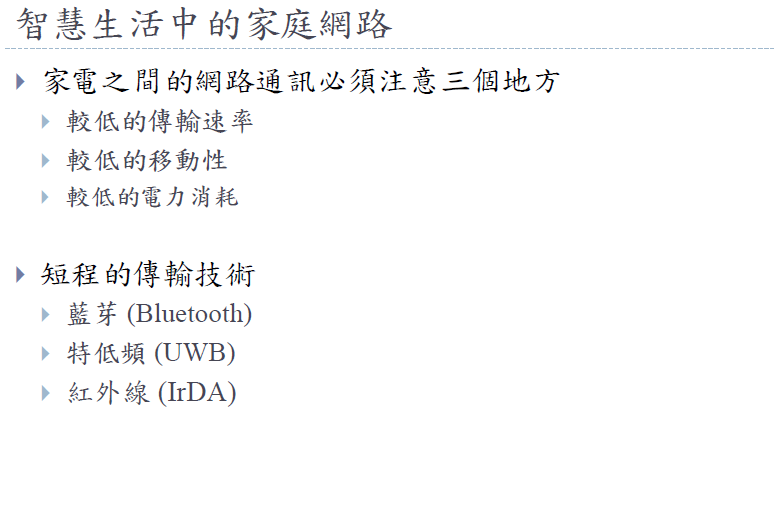 智慧生活中的家庭網路
家電之間的網路通訊必須注意三個地方
較低的傳輸速率
較低的移動性
較低的電力消耗
短程的傳輸技術
藍芽 (Bluetooth)
特低頻 (UWB)
紅外線 (IrDA)